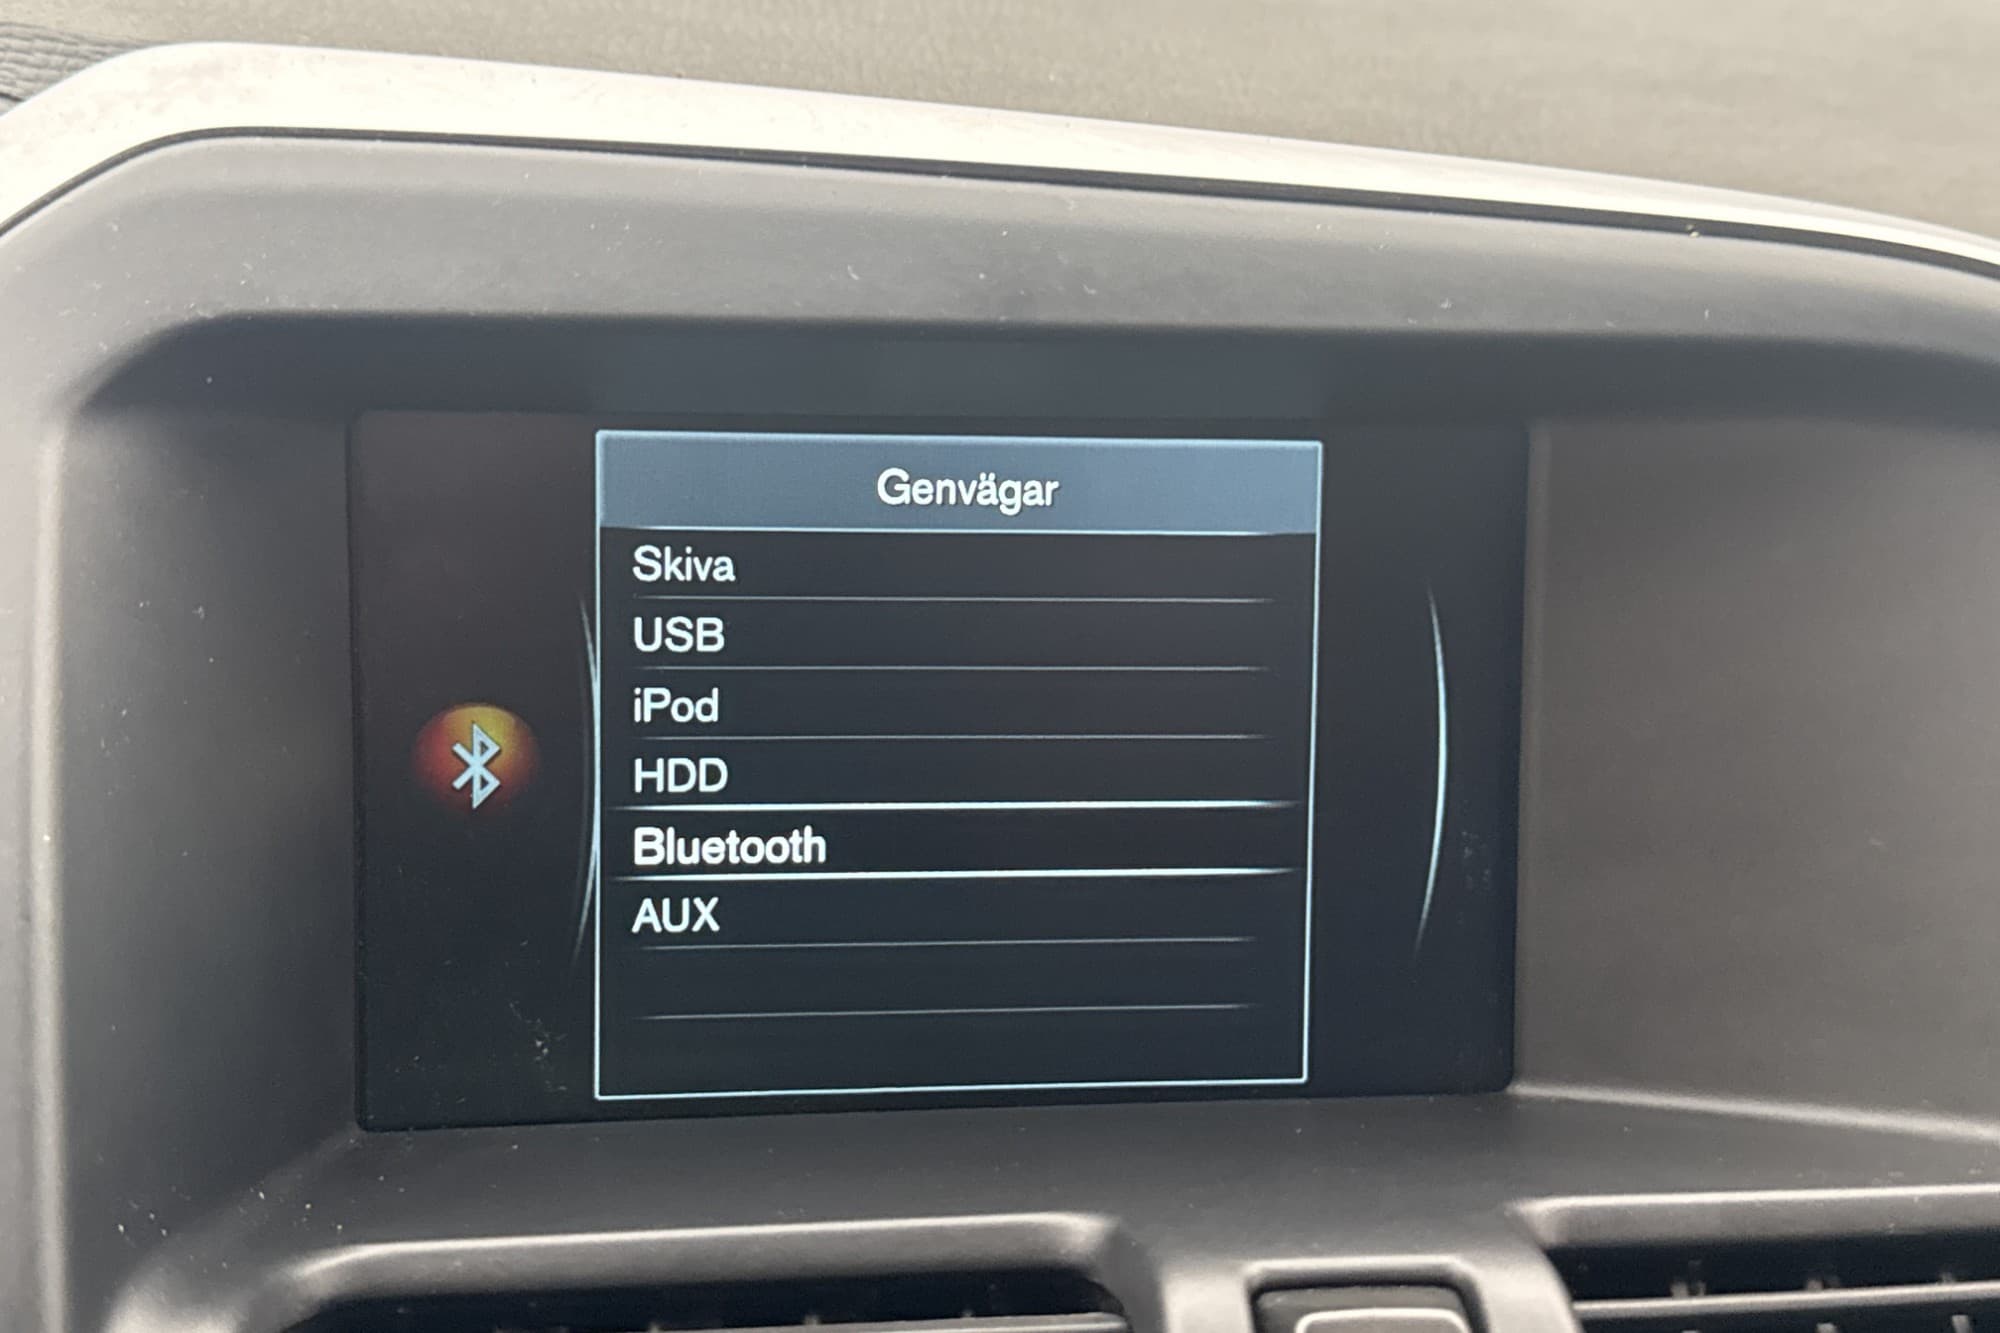 Genvägar
Skiva
USB
iPod
HDD
Bluetooth
AUX